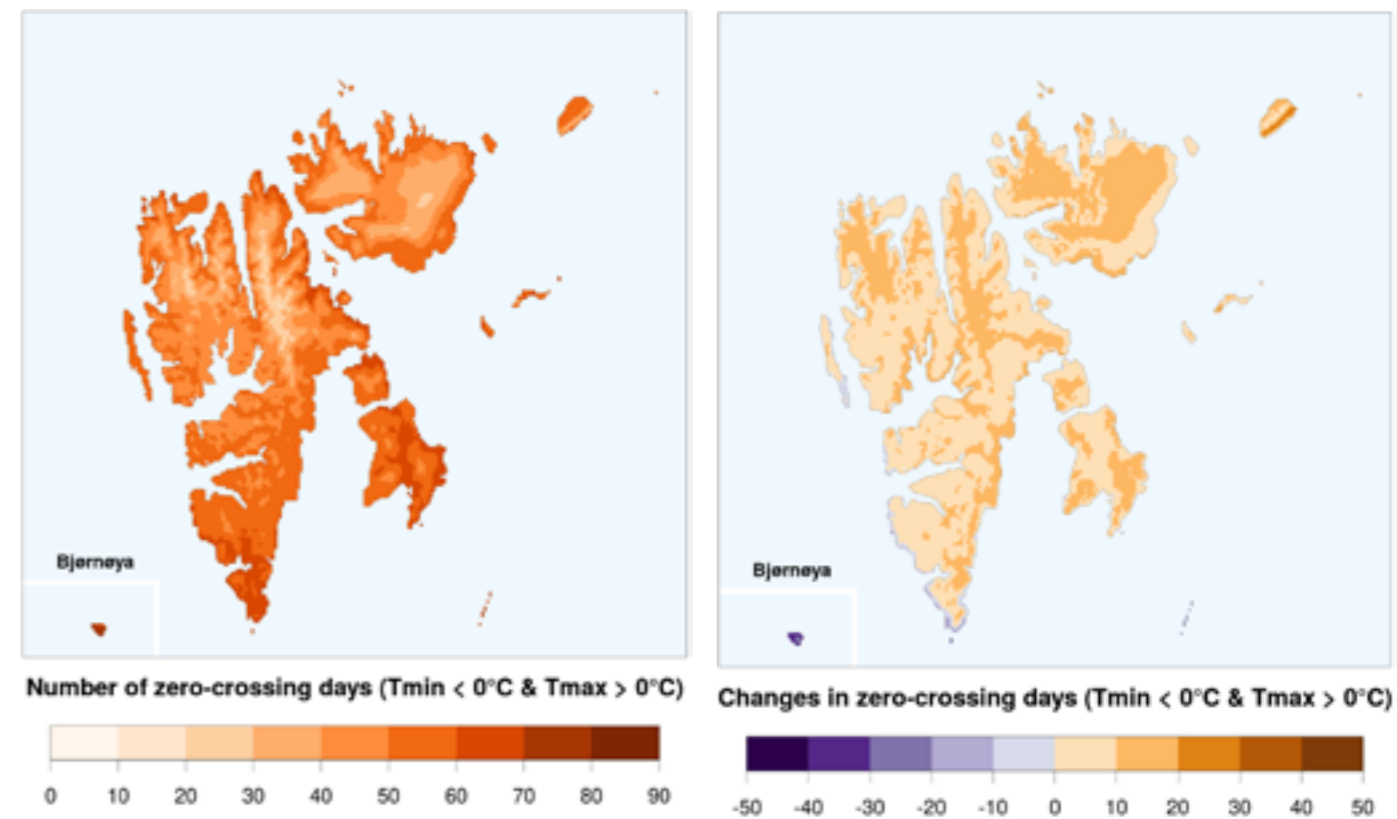 Bjørnøya
Number of zero-crossing days (Tmin < 0°C & Tmax > 0°C)
0 10 20 30 40 50 60 70 80 90
Bjørnøya
Changes in zero-crossing days (Tmin < 0°C & Tmax > 0°C)
-50 -40 -30 -20 -10 0 10 20 30 40 50